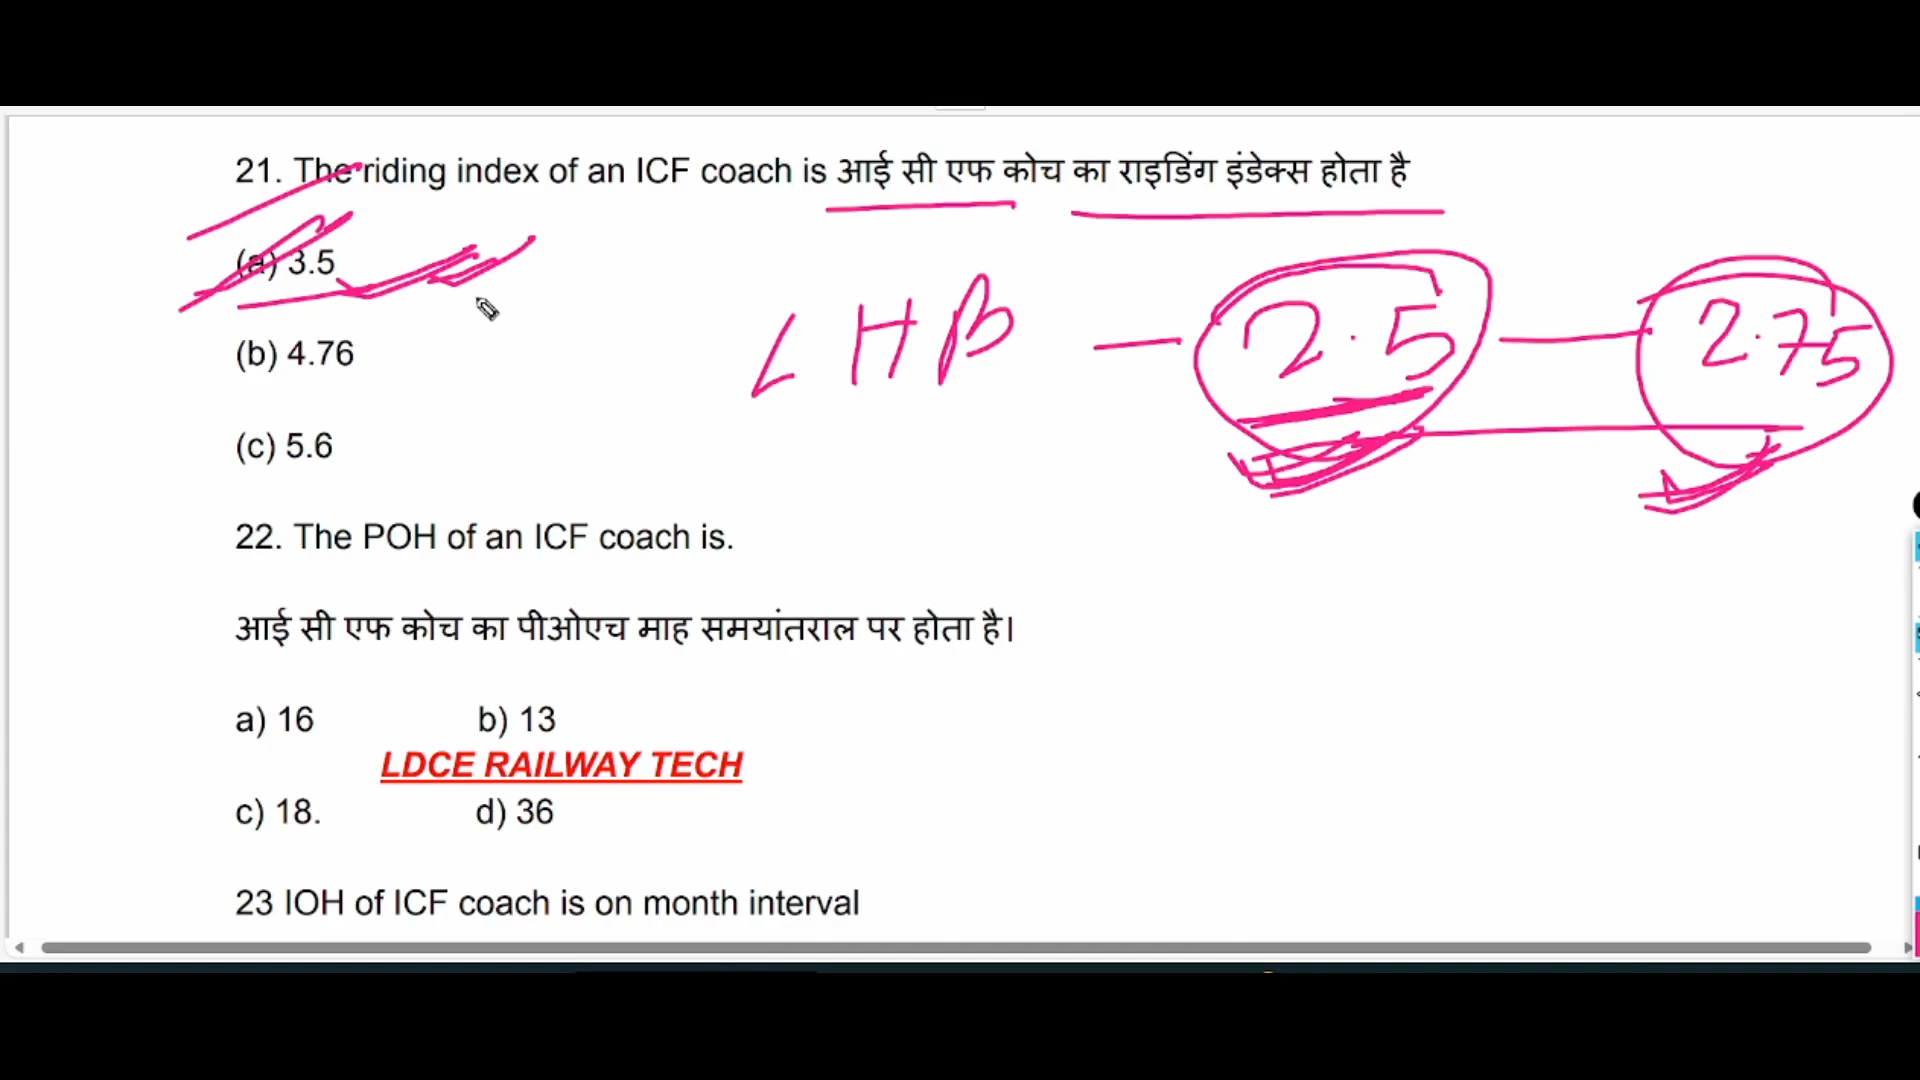 21. The riding index of an ICF coach is आई सी एफ कोच का राइडिंग इंडेक्स होता है
(a) 3.5
LHB - 2.5 - 2.75
(b) 4.76
(c) 5.6
22. The POH of an ICF coach is.
आई सी एफ कोच का पीओएच माह समयांतराल पर होता है।
a) 16 b) 13
LDCE RAILWAY TECH
c) 18. d) 36
23 IOH of ICF coach is on month interval